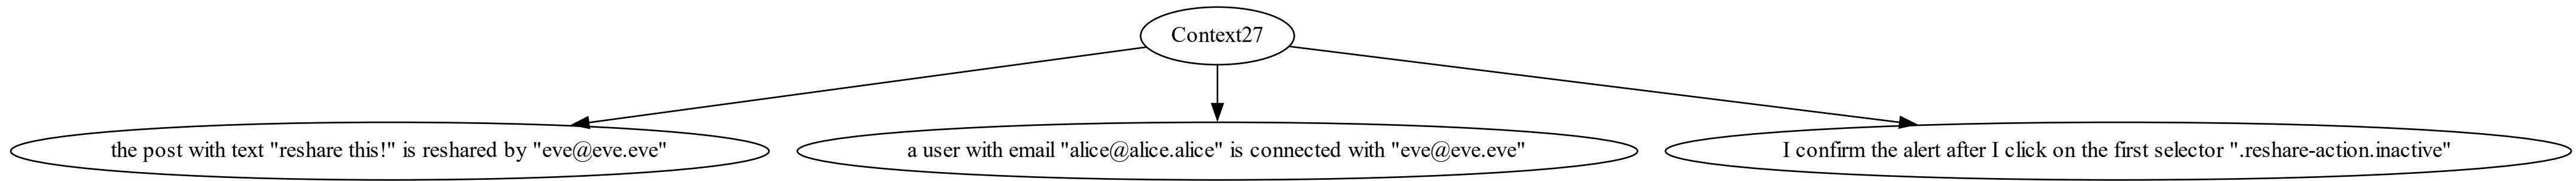 Context27
the post with text "reshare this!" is reshared by "eve@eve.eve"
a user with email "alice@alice.alice" is connected with "eve@eve.eve"
I confirm the alert after I click on the first selector ".reshare-action.inactive"